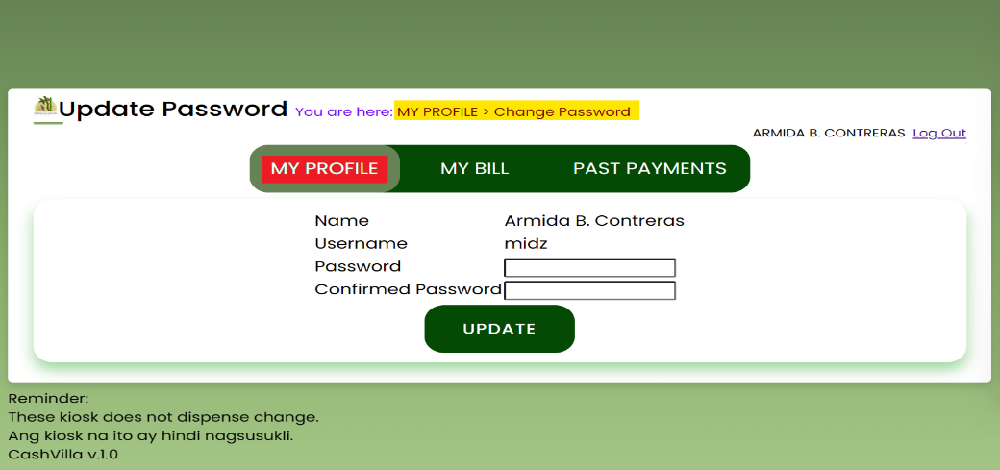 Update Password You are here: MY PROFILE > Change Password
ARMIDA B. CONTRERAS Log Out
MY PROFILE MY BILL PAST PAYMENTS
Name Armida B. Contreras
Username midz
Password
Confirmed Password
UPDATE
Reminder:
These kiosk does not dispense change.
Ang kiosk na ito ay hindi nagsusukli.
CashVilla v.1.0